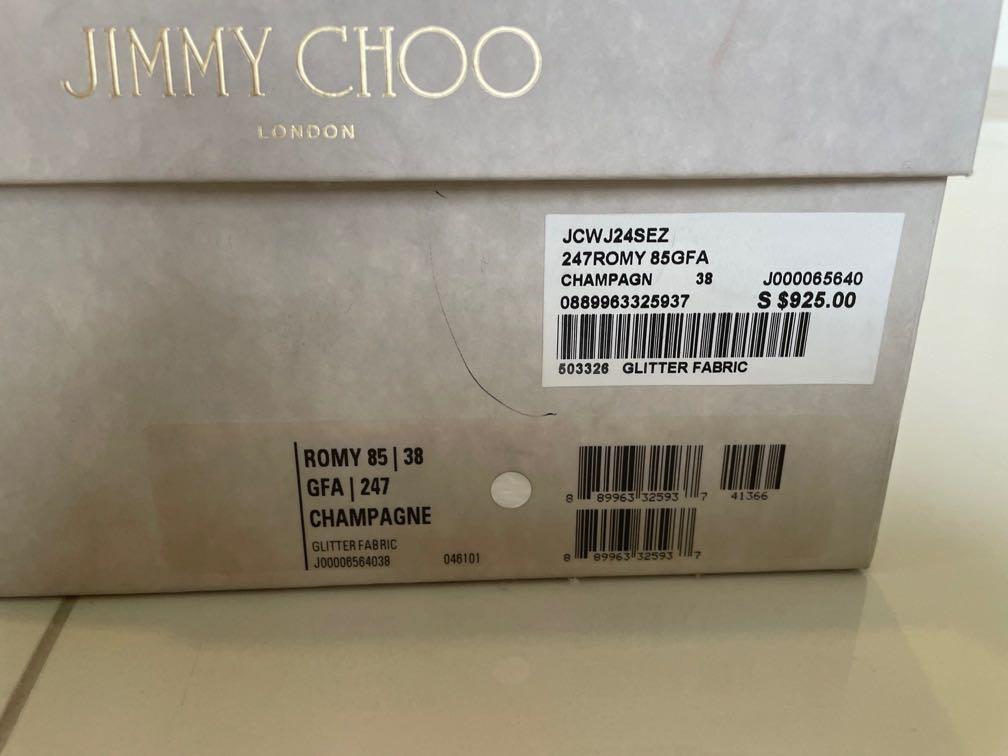 JIMMY CHOO
LONDON
JCWJ24SEZ
247ROMY 85GFA
CHAMPAGN 38 J000065640
0889963325937 S $925.00
503326 GLITTER FABRIC
ROMY 85 | 38
GFA | 247
CHAMPAGNE
GLITTER FABRIC
J00006564038 046101
8 89963 32593 7 41366
8 89963 32593 7